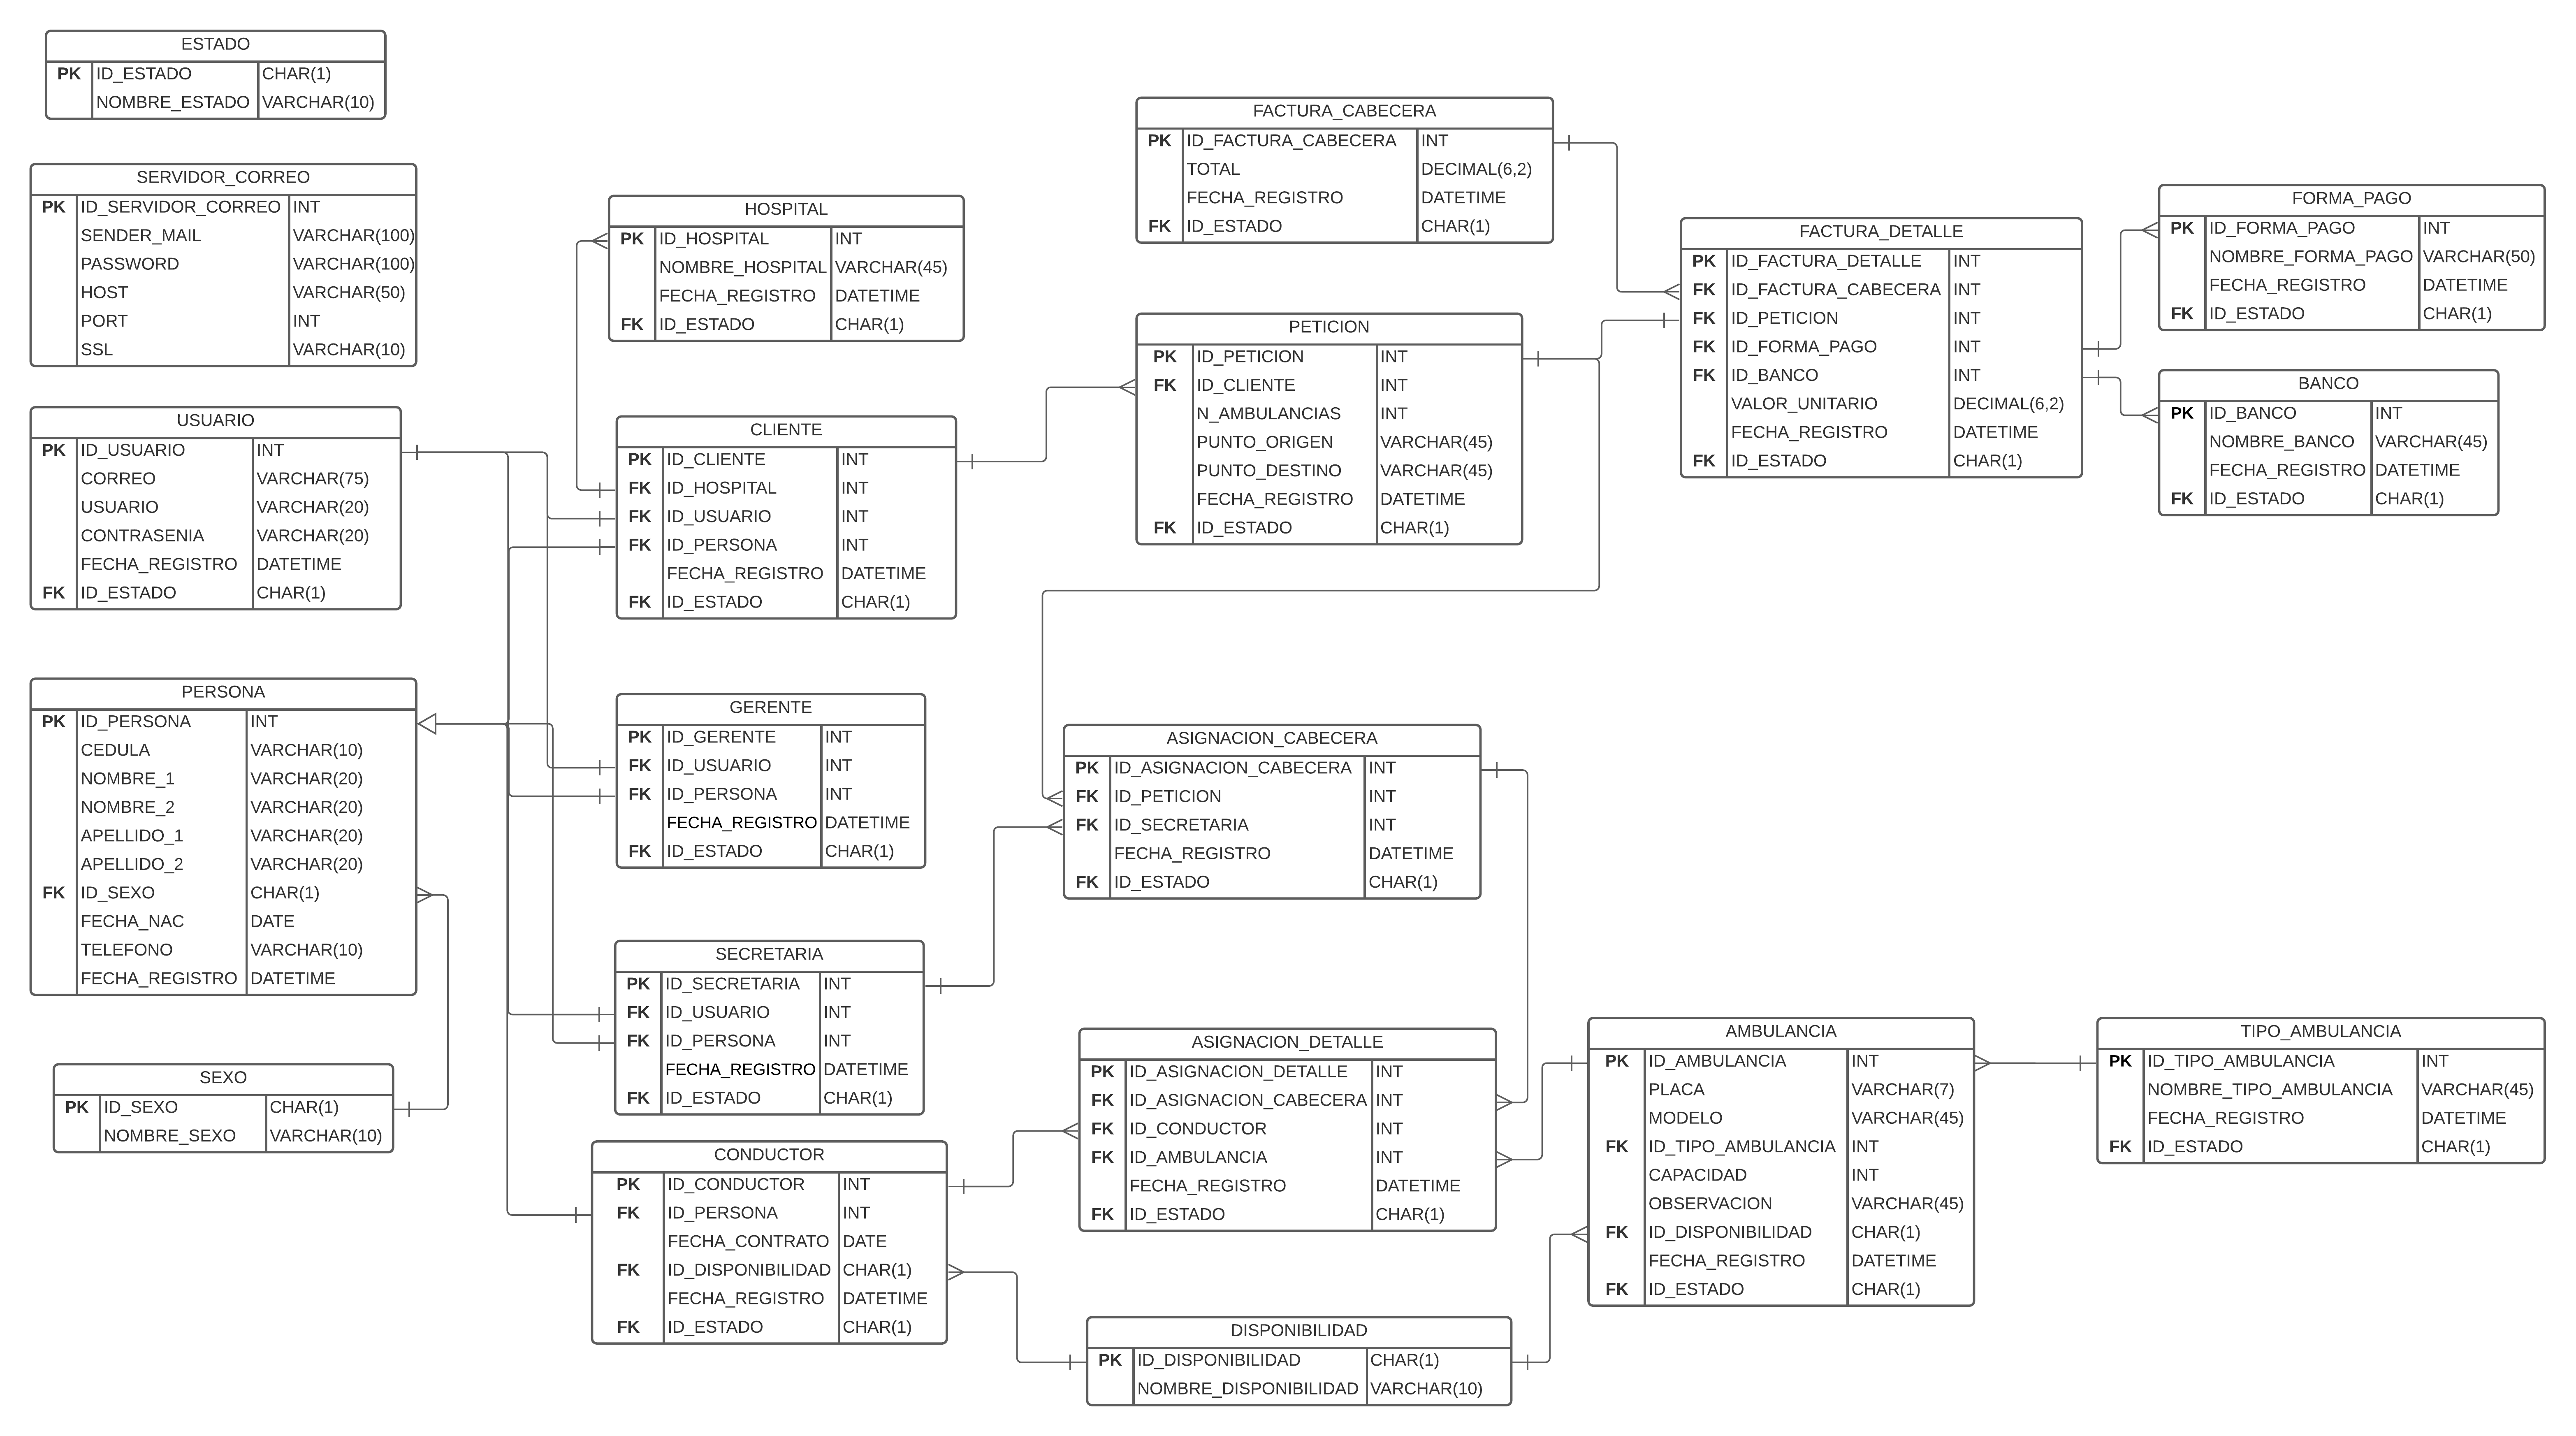 ESTADO
PK ID_ESTADO CHAR(1)
NOMBRE_ESTADO VARCHAR(10)
SERVIDOR_CORREO
PK ID_SERVIDOR_CORREO INT
SENDER_MAIL VARCHAR(100)
PASSWORD VARCHAR(100)
HOST VARCHAR(50)
PORT INT
SSL VARCHAR(10)
USUARIO
PK ID_USUARIO INT
CORREO VARCHAR(75)
USUARIO VARCHAR(20)
CONTRASENIA VARCHAR(20)
FECHA_REGISTRO DATETIME
FK ID_ESTADO CHAR(1)
PERSONA
PK ID_PERSONA INT
CEDULA VARCHAR(10)
NOMBRE_1 VARCHAR(20)
NOMBRE_2 VARCHAR(20)
APELLIDO_1 VARCHAR(20)
APELLIDO_2 VARCHAR(20)
FK ID_SEXO CHAR(1)
FECHA_NAC DATE
TELEFONO VARCHAR(10)
FECHA_REGISTRO DATETIME
SEXO
PK ID_SEXO CHAR(1)
NOMBRE_SEXO VARCHAR(10)
HOSPITAL
PK ID_HOSPITAL INT
NOMBRE_HOSPITAL VARCHAR(45)
FECHA_REGISTRO DATETIME
FK ID_ESTADO CHAR(1)
CLIENTE
PK ID_CLIENTE INT
FK ID_HOSPITAL INT
FK ID_USUARIO INT
FK ID_PERSONA INT
FECHA_REGISTRO DATETIME
FK ID_ESTADO CHAR(1)
GERENTE
PK ID_GERENTE INT
FK ID_USUARIO INT
FK ID_PERSONA INT
FECHA_REGISTRO DATETIME
FK ID_ESTADO CHAR(1)
SECRETARIA
PK ID_SECRETARIA INT
FK ID_USUARIO INT
FK ID_PERSONA INT
FECHA_REGISTRO DATETIME
FK ID_ESTADO CHAR(1)
CONDUCTOR
PK ID_CONDUCTOR INT
FK ID_PERSONA INT
FECHA_CONTRATO DATE
FK ID_DISPONIBILIDAD CHAR(1)
FECHA_REGISTRO DATETIME
FK ID_ESTADO CHAR(1)
FACTURA_CABECERA
PK ID_FACTURA_CABECERA INT
TOTAL DECIMAL(6,2)
FECHA_REGISTRO DATETIME
FK ID_ESTADO CHAR(1)
PETICION
PK ID_PETICION INT
FK ID_CLIENTE INT
N_AMBULANCIAS INT
PUNTO_ORIGEN VARCHAR(45)
PUNTO_DESTINO VARCHAR(45)
FECHA_REGISTRO DATETIME
FK ID_ESTADO CHAR(1)
ASIGNACION_CABECERA
PK ID_ASIGNACION_CABECERA INT
FK ID_PETICION INT
FK ID_SECRETARIA INT
FECHA_REGISTRO DATETIME
FK ID_ESTADO CHAR(1)
ASIGNACION_DETALLE
PK ID_ASIGNACION_DETALLE INT
FK ID_ASIGNACION_CABECERA INT
FK ID_CONDUCTOR INT
FK ID_AMBULANCIA INT
FECHA_REGISTRO DATETIME
FK ID_ESTADO CHAR(1)
DISPONIBILIDAD
PK ID_DISPONIBILIDAD CHAR(1)
NOMBRE_DISPONIBILIDAD VARCHAR(10)
FACTURA_DETALLE
PK ID_FACTURA_DETALLE INT
FK ID_FACTURA_CABECERA INT
FK ID_PETICION INT
FK ID_FORMA_PAGO INT
FK ID_BANCO INT
VALOR_UNITARIO DECIMAL(6,2)
FECHA_REGISTRO DATETIME
FK ID_ESTADO CHAR(1)
AMBULANCIA
PK ID_AMBULANCIA INT
PLACA VARCHAR(7)
MODELO VARCHAR(45)
FK ID_TIPO_AMBULANCIA INT
CAPACIDAD INT
OBSERVACION VARCHAR(45)
FK ID_DISPONIBILIDAD CHAR(1)
FECHA_REGISTRO DATETIME
FK ID_ESTADO CHAR(1)
FORMA_PAGO
PK ID_FORMA_PAGO INT
NOMBRE_FORMA_PAGO VARCHAR(50)
FECHA_REGISTRO DATETIME
FK ID_ESTADO CHAR(1)
BANCO
PK ID_BANCO INT
NOMBRE_BANCO VARCHAR(45)
FECHA_REGISTRO DATETIME
FK ID_ESTADO CHAR(1)
TIPO_AMBULANCIA
PK ID_TIPO_AMBULANCIA INT
NOMBRE_TIPO_AMBULANCIA VARCHAR(45)
FECHA_REGISTRO DATETIME
FK ID_ESTADO CHAR(1)